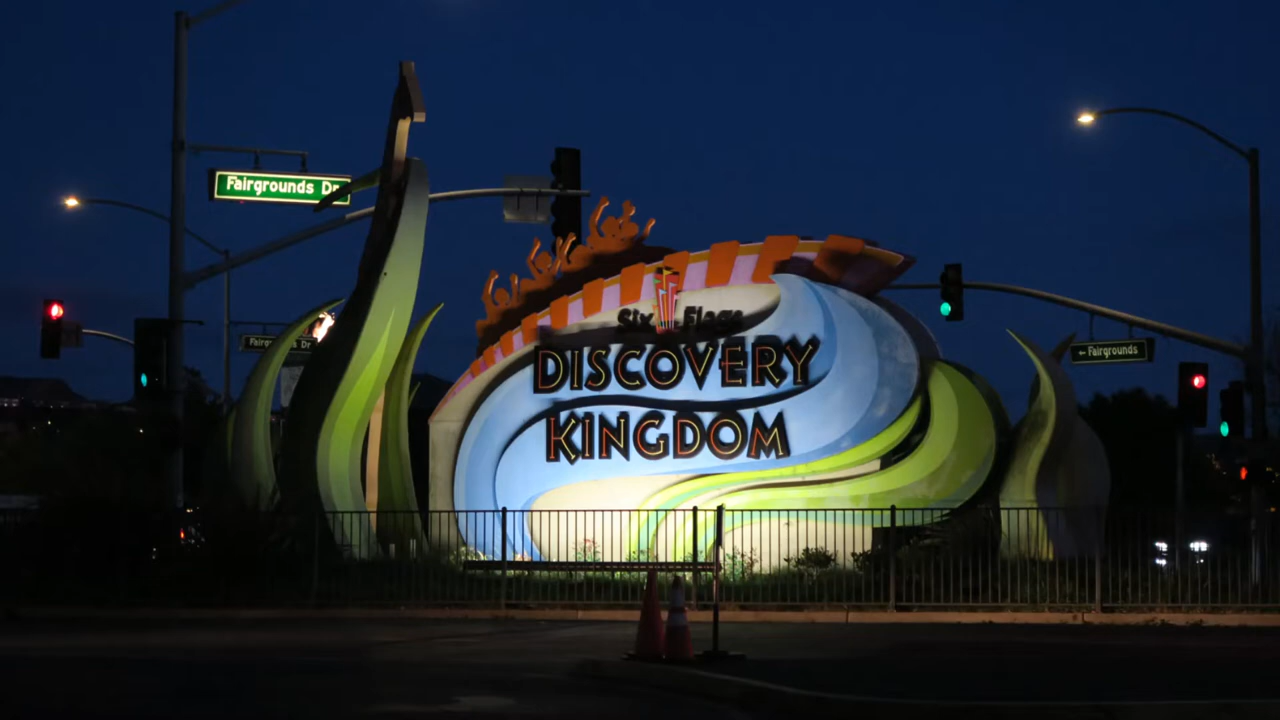 Fairgrounds Dr
Six Flags
DISCOVERY
KINGDOM
← Fairgrounds